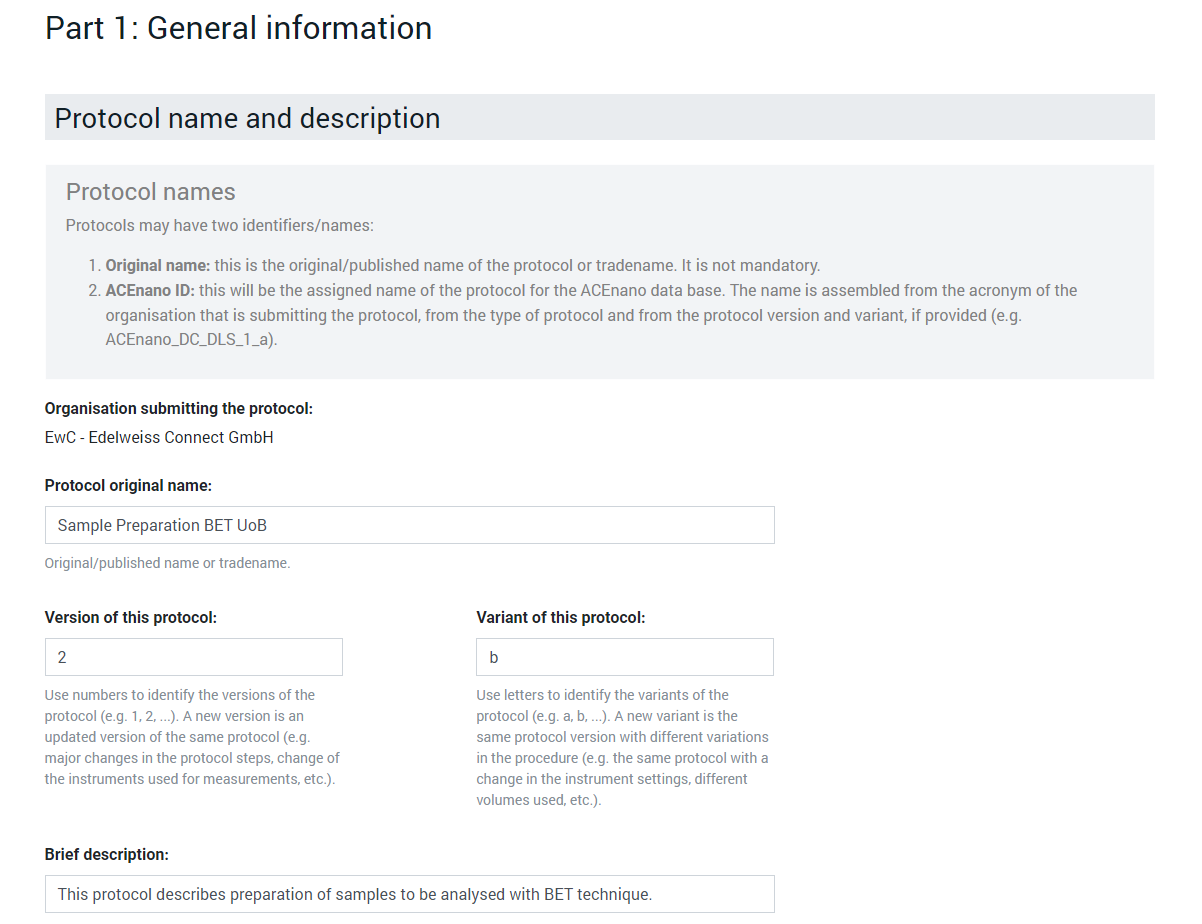 Part 1: General information
Protocol name and description
Protocol names
Protocols may have two identifiers/names:
1. Original name: this is the original/published name of the protocol or tradename. It is not mandatory.
2. ACEnano ID: this will be the assigned name of the protocol for the ACEnano data base. The name is assembled from the acronym of the
organisation that is submitting the protocol, from the type of protocol and from the protocol version and variant, if provided (e.g.
ACEnano_DC_DLS_1_a).
Organisation submitting the protocol:
EwC - Edelweiss Connect GmbH
Protocol original name:
Sample Preparation BET UoB
Original/published name or tradename.
Version of this protocol:
2
Use numbers to identify the versions of the
protocol (e.g. 1, 2, ...). A new version is an
updated version of the same protocol (e.g.
major changes in the protocol steps, change of
the instruments used for measurements, etc.).
Variant of this protocol:
b
Use letters to identify the variants of the
protocol (e.g. a, b, ...). A new variant is the
same protocol version with different variations
in the procedure (e.g. the same protocol with a
change in the instrument settings, different
volumes used, etc.).
Brief description:
This protocol describes preparation of samples to be analysed with BET technique.